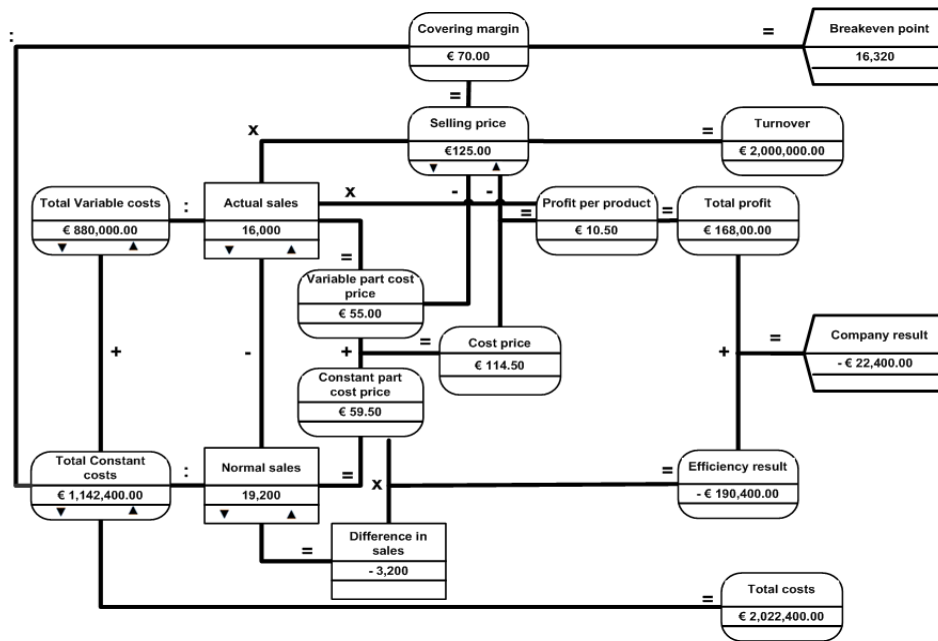 :
Covering margin
€ 70.00
=
Breakeven point
16,320
=
x
Selling price
€125.00
▼ ▲
=
Turnover
€ 2,000,000.00
Total Variable costs
€ 880,000.00
▼ ▲
:
Actual sales
16,000
▼ ▲
x
- -
=
Profit per product
€ 10.50
=
Total profit
€ 168,00.00
=
Variable part cost
price
€ 55.00
+
-
+
=
Cost price
€ 114.50
+
=
Company result
- € 22,400.00
Constant part
cost price
€ 59.50
Total Constant
costs
€ 1,142,400.00
▼ ▲
:
Normal sales
19,200
▼ ▲
=
x
=
Efficiency result
- € 190,400.00
=
Difference in
sales
- 3,200
=
Total costs
€ 2,022,400.00